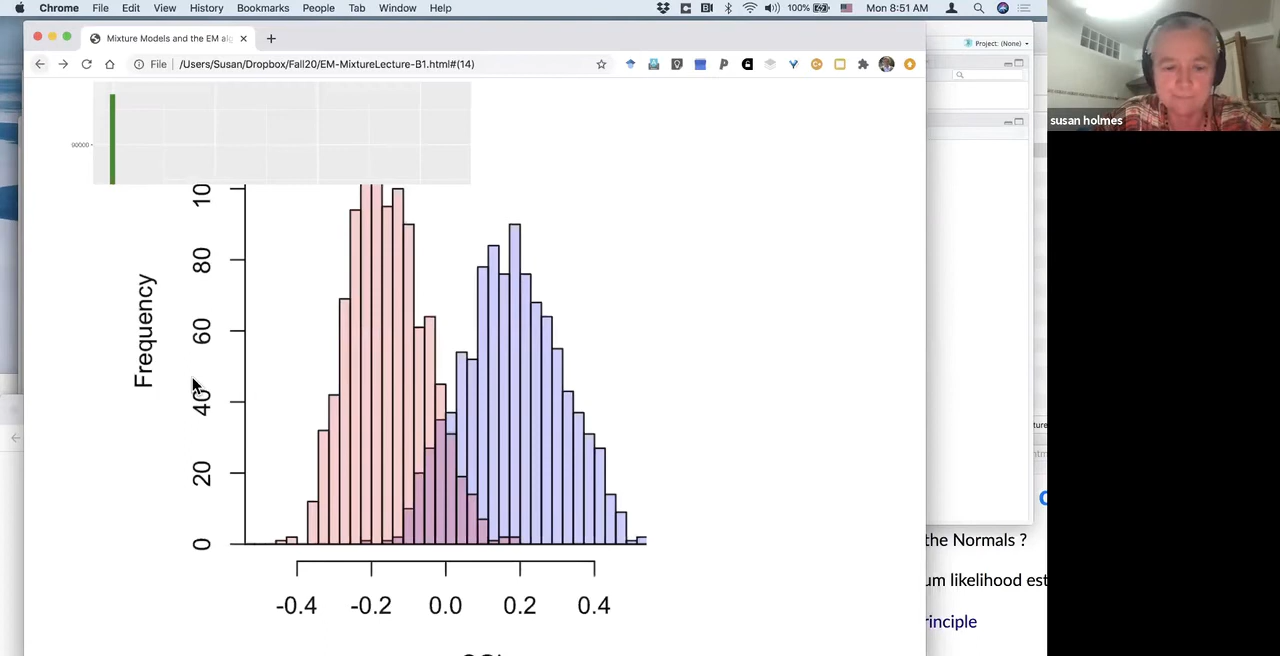 Chrome File Edit View History Bookmarks People Tab Window Help 100% Mon 8:51 AM
Mixture Models and the EM alg
File /Users/Susan/Dropbox/Fall20/EM-MixtureLecture-B1.html#(14)
Project: (None)
susan holmes
90000
10
80
60
40
20
0
Frequency
-0.4 -0.2 0.0 0.2 0.4
the Normals ?
um likelihood est
rinciple